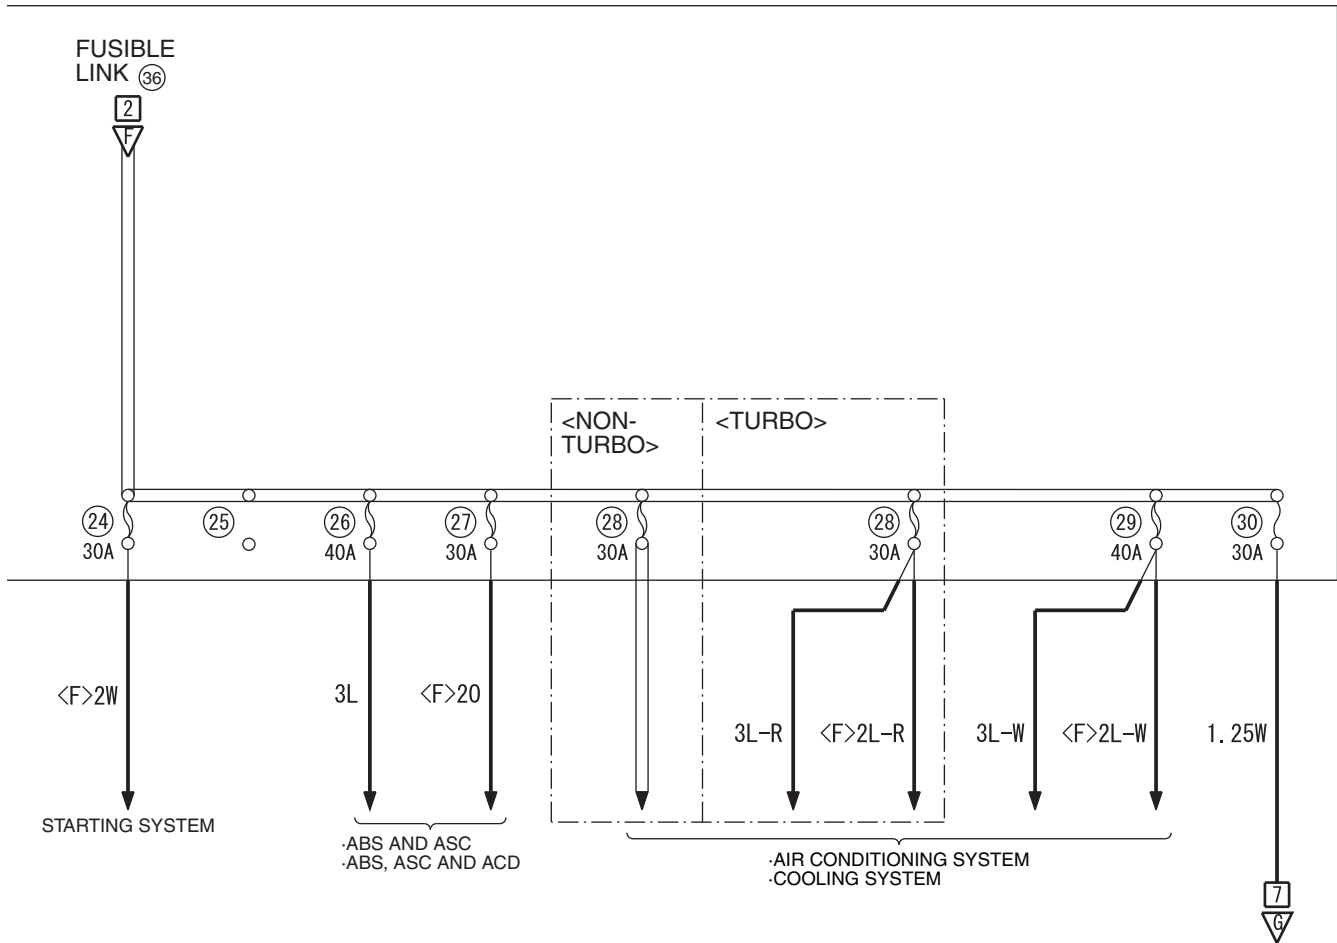 FUSIBLE
LINK 36
2
F
<NON-
TURBO>
<TURBO>
24
30A
25
26
40A
27
30A
28
30A
28
30A
29
40A
30
30A
<F>2W
3L
<F>2O
3L-R
<F>2L-R
3L-W
<F>2L-W
1.25W
STARTING SYSTEM
·ABS AND ASC
·ABS, ASC AND ACD
·AIR CONDITIONING SYSTEM
·COOLING SYSTEM
7
G